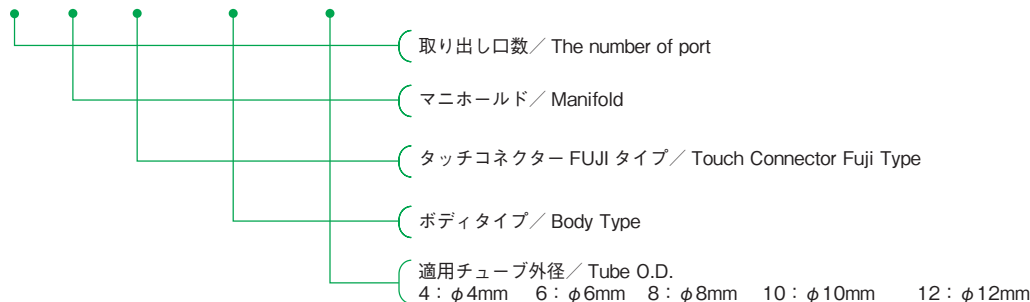 取り出し口数／ The number of port
マニホールド／ Manifold
タッチコネクター FUJI タイプ／ Touch Connector Fuji Type
ボディタイプ／ Body Type
適用チューブ外径／ Tube O.D.
4：φ4mm 6：φ6mm 8：φ8mm 10：φ10mm 12：φ12mm